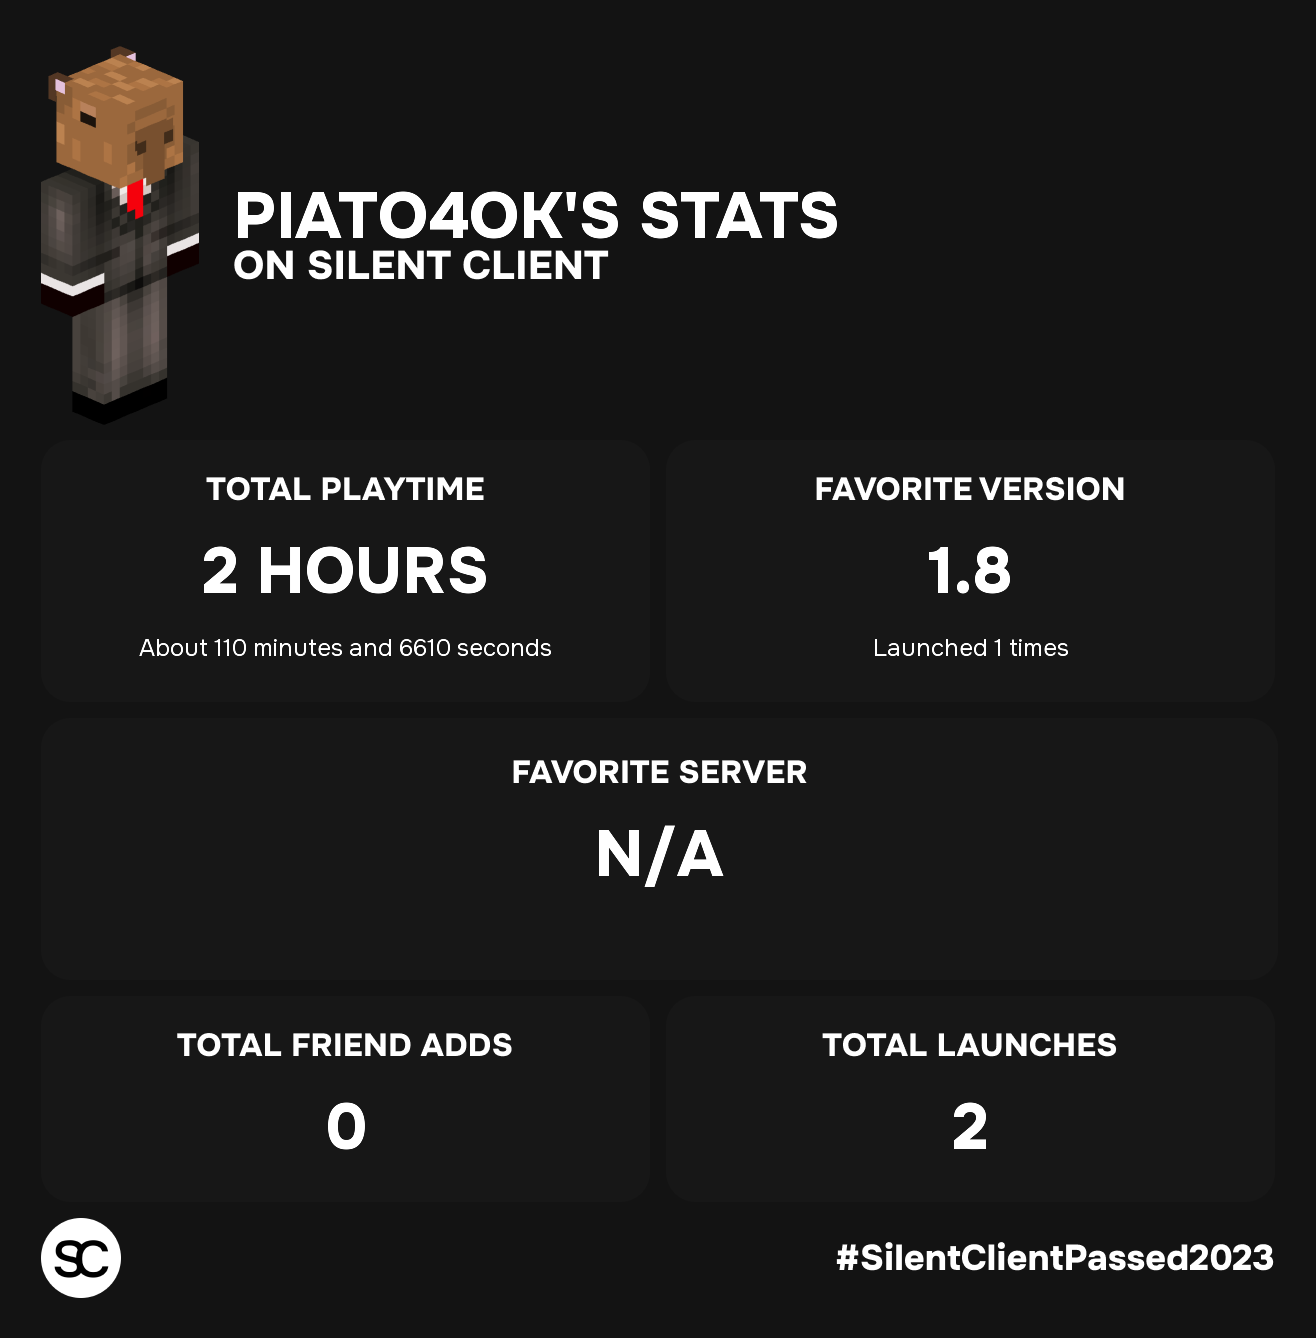 PIATO4OK'S STATS
ON SILENT CLIENT
TOTAL PLAYTIME
2 HOURS
About 110 minutes and 6610 seconds
FAVORITE VERSION
1.8
Launched 1 times
FAVORITE SERVER
N/A
TOTAL FRIEND ADDS
0
TOTAL LAUNCHES
2
SC
#SilentClientPassed2023